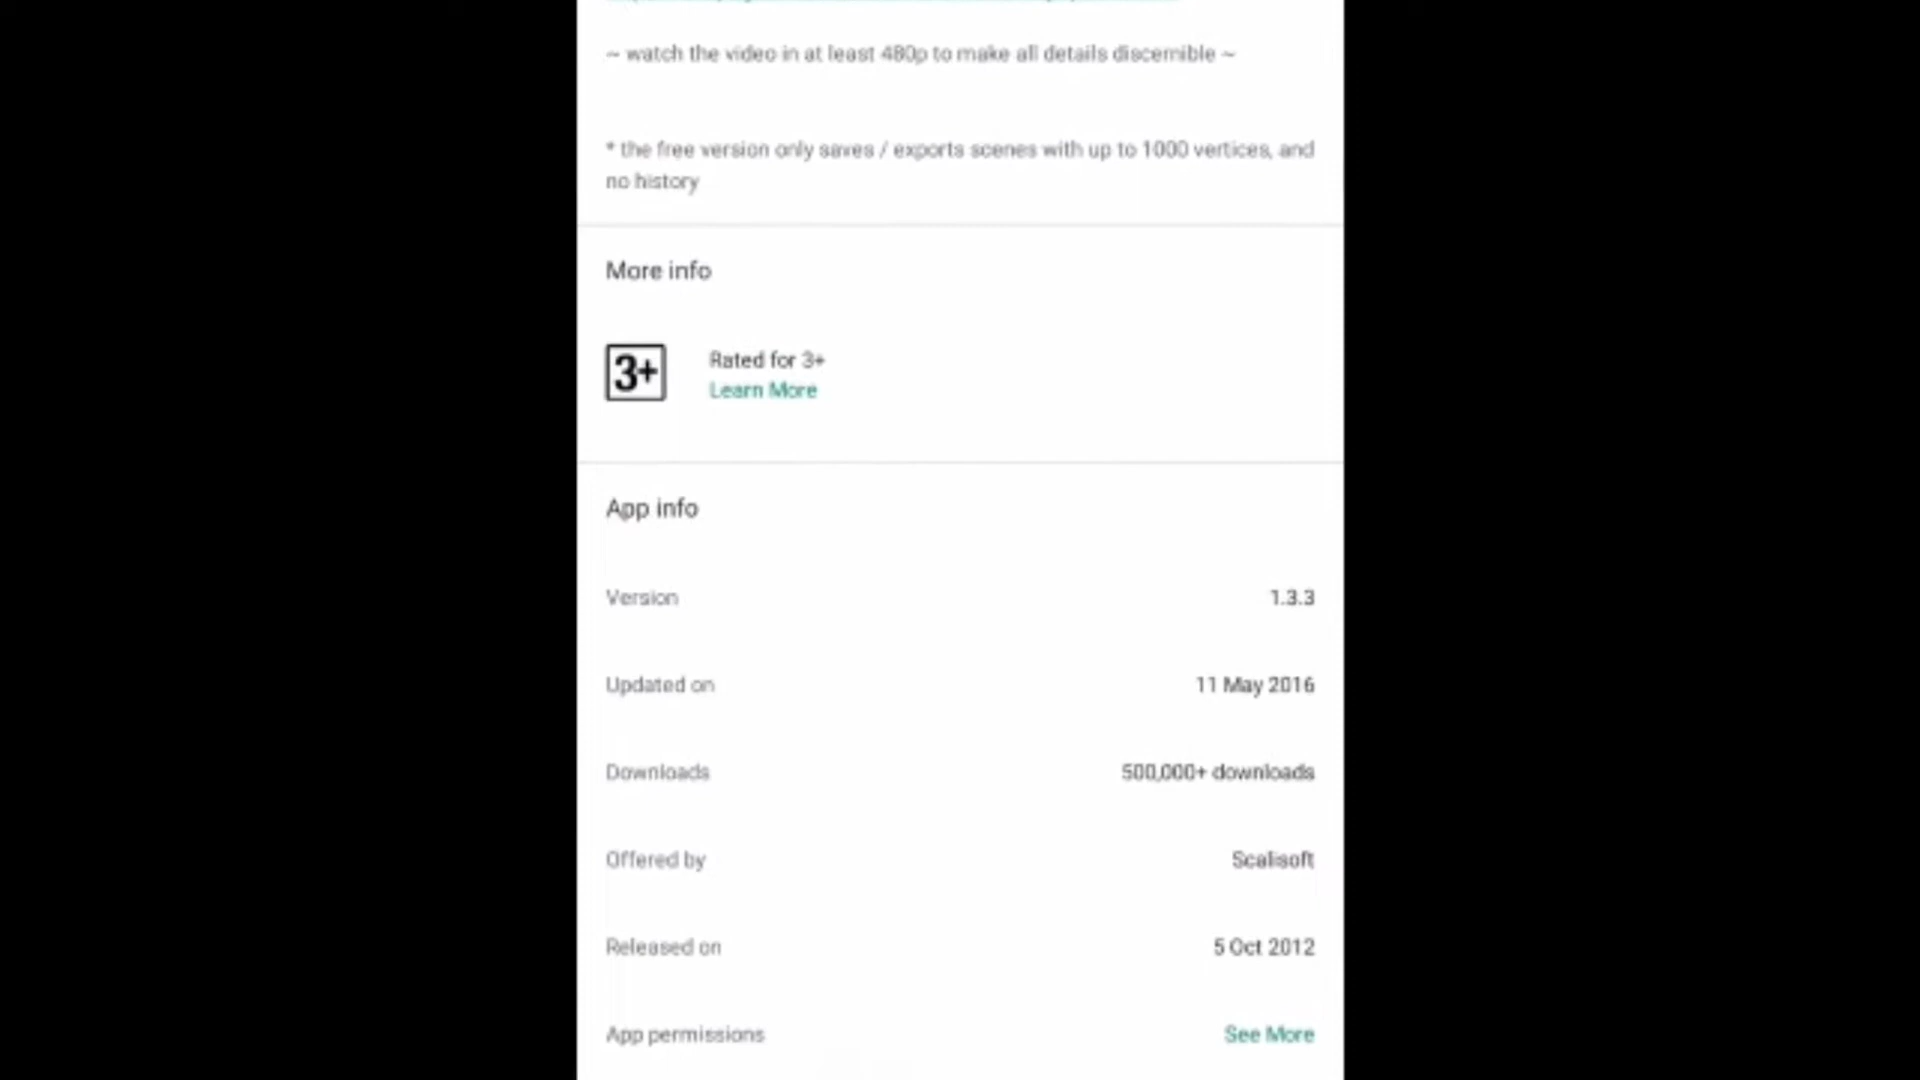 ~ watch the video in at least 480p to make all details discernible ~
* the free version only saves / exports scenes with up to 1000 vertices, and
no history
More info
3+
Rated for 3+
Learn More
App info
Version 1.3.3
Updated on 11 May 2016
Downloads 500,000+ downloads
Offered by Scalisoft
Released on 5 Oct 2012
App permissions See More